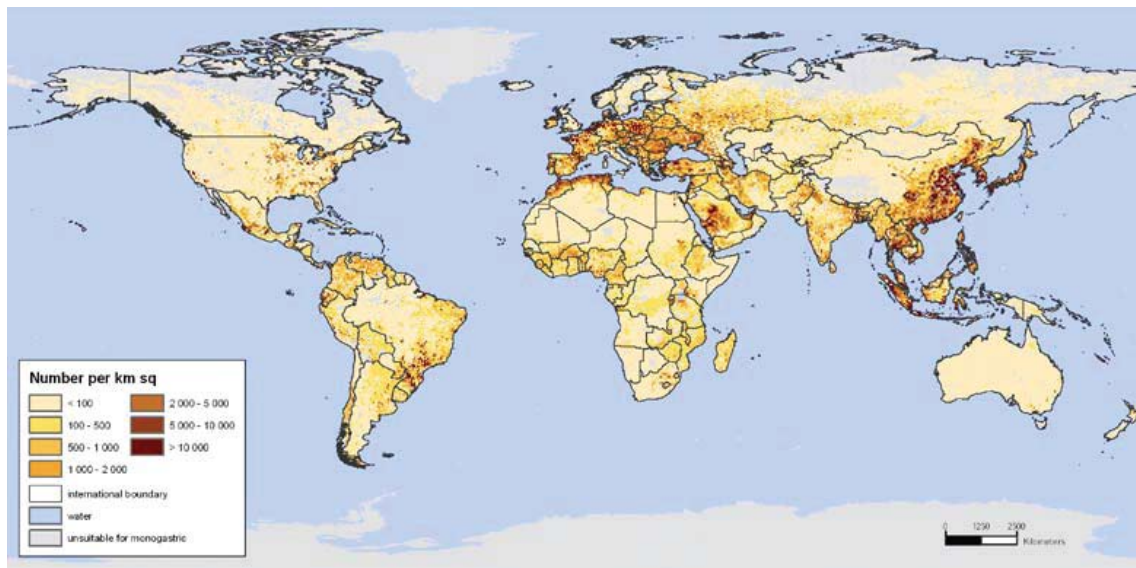 Number per km sq
< 100
100 - 500
500 - 1 000
1 000 - 2 000
2 000 - 5 000
5 000 - 10 000
> 10 000
international boundary
water
unsuitable for monogastric
0 1250 2500
Kilometers